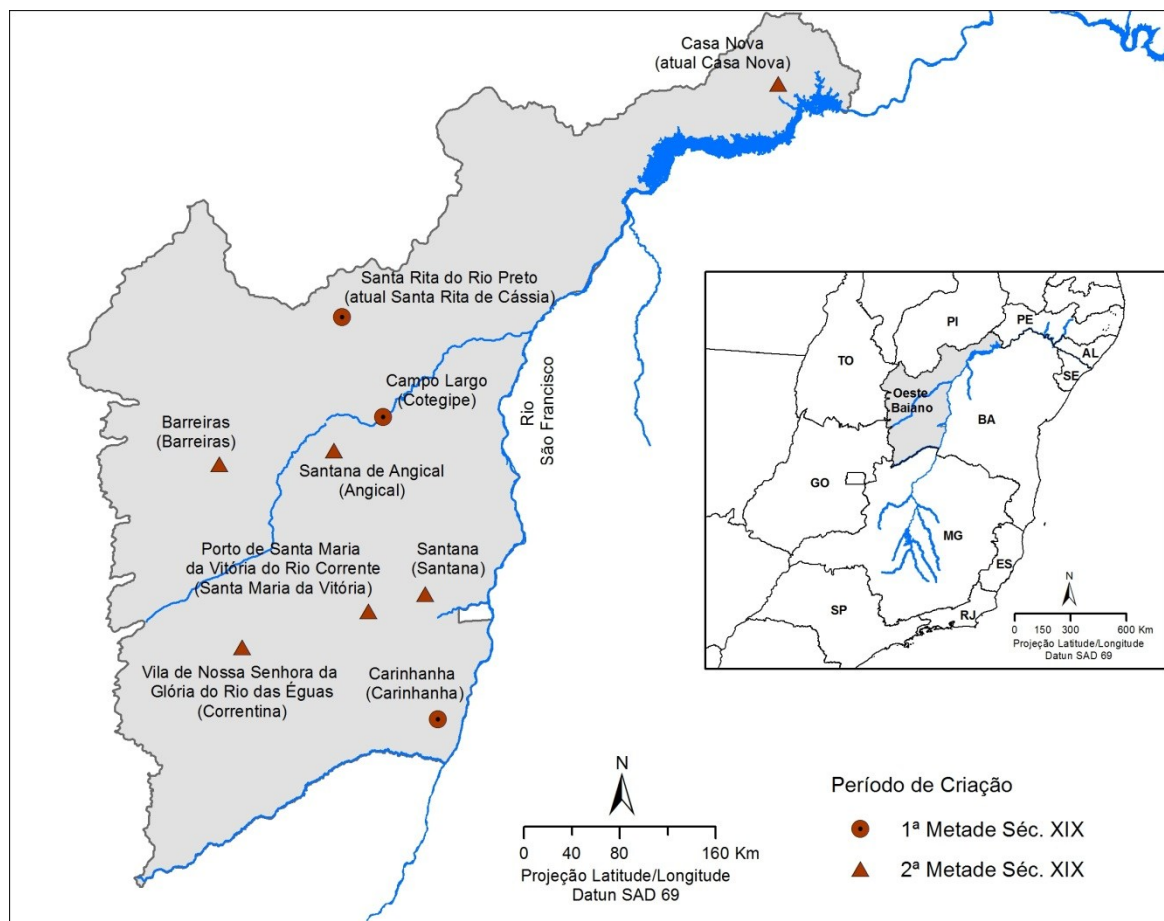 Casa Nova
(atual Casa Nova)
Santa Rita do Rio Preto
(atual Santa Rita de Cássia)
Campo Largo
(Cotegipe)
Rio
São Francisco
Barreiras
(Barreiras)
Santana de Angical
(Angical)
Porto de Santa Maria
da Vitória do Rio Corrente
(Santa Maria da Vitória)
Santana
(Santana)
Vila de Nossa Senhora da
Glória do Rio das Éguas
(Correntina)
Carinhanha
(Carinhanha)
PI
PE
TO
AL
SE
Oeste
Baiano
BA
GO
MG
ES
SP
RJ
N
0 150 300 600 Km
Projeção Latitude/Longitude
Datun SAD 69
N
0 40 80 160 Km
Projeção Latitude/Longitude
Datun SAD 69
Período de Criação
1ª Metade Séc. XIX
2ª Metade Séc. XIX